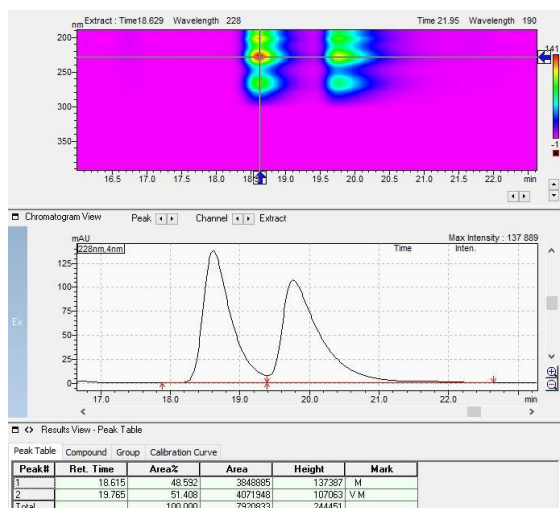 nm Extract : Time18.629 Wavelength 228 Time 21.95 Wavelength 190
141
200
250
300
350
-1
16.5 17.0 17.5 18.0 19.0 19.5 20.0 20.5 21.0 21.5 22.0 min
Chromatogram View Peak Channel Extract
mAU Max Intensity : 137 889
228nm,4nm Time Inten.
125
100
75
50
25
0
Ex
17.0 18.0 19.0 20.0 21.0 22.0 min
Results View - Peak Table
Peak Table Compound Group Calibration Curve
Peak# Ret. Time Area% Area Height Mark
1 18.615 48.592 3848885 137387 M
2 19.765 51.408 4071948 107063 V M
Total 100.000 7920833 244451